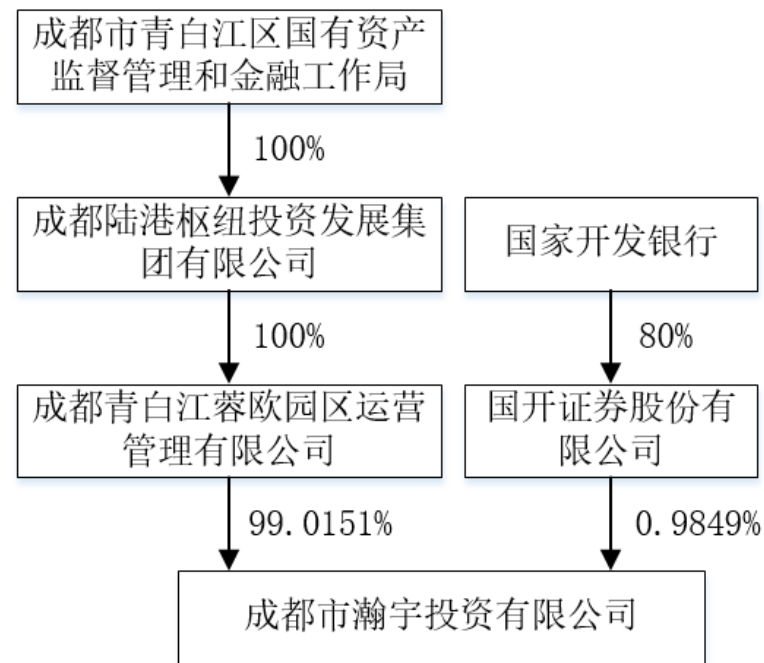 成都市青白江区国有资产
监督管理和金融工作局
100%
成都陆港枢纽投资发展集
团有限公司
国家开发银行
100%
80%
成都青白江蓉欧园区运营
管理有限公司
国开证券股份有
限公司
99.0151%
0.9849%
成都市瀚宇投资有限公司